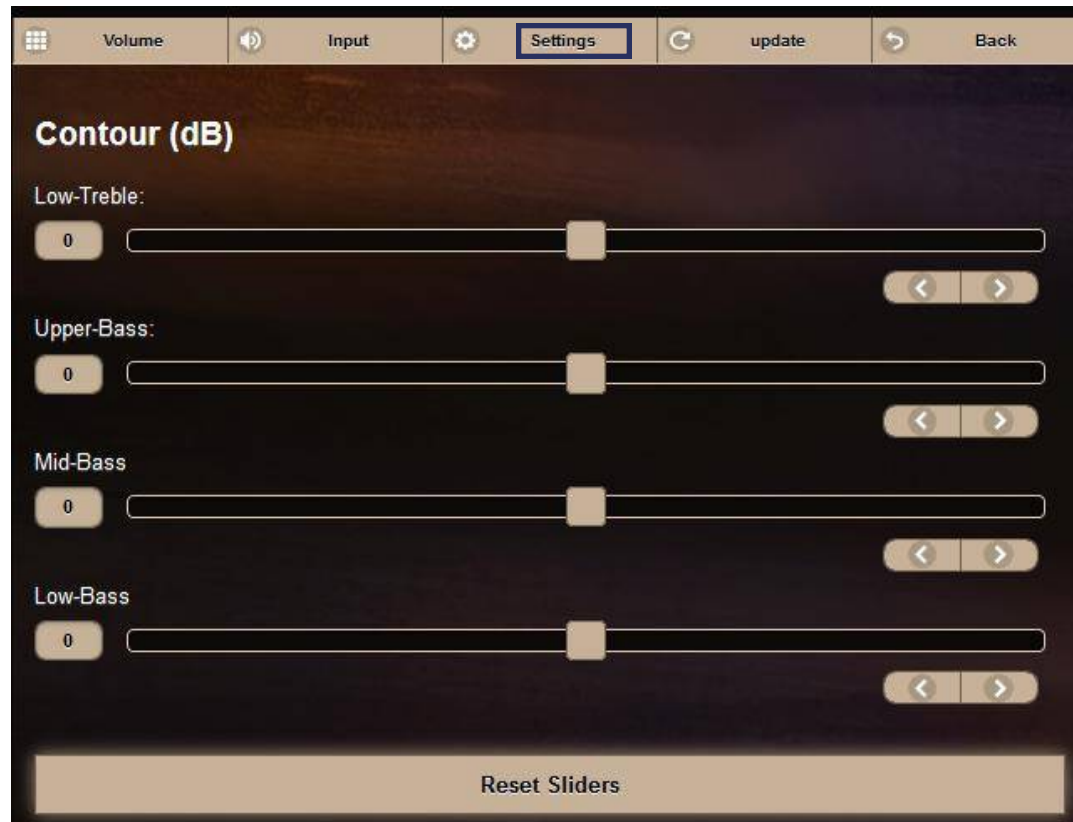 Volume Input Settings update Back
Contour (dB)
Low-Treble:
0
Upper-Bass:
0
Mid-Bass
0
Low-Bass
0
Reset Sliders